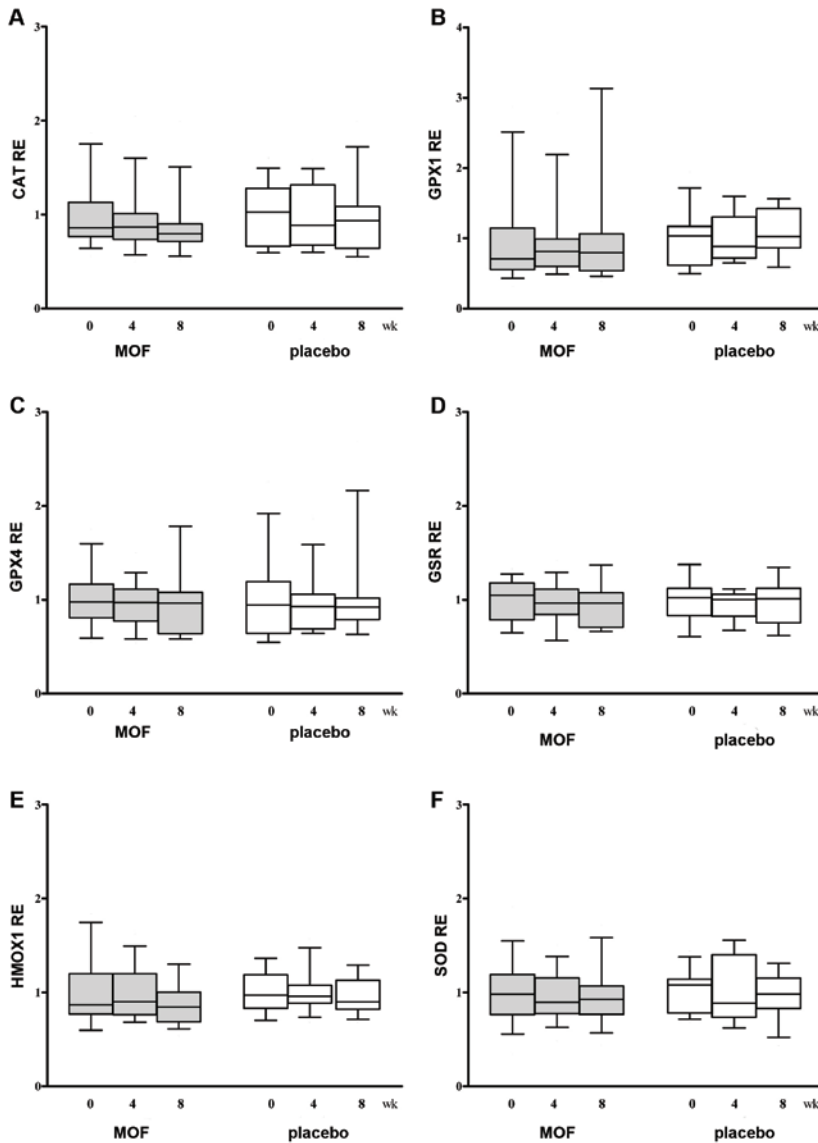 A
B
3
2
1
0
CAT RE
0 4 8 0 4 8 wk
MOF placebo
4
3
2
1
0
GPX1 RE
0 4 8 0 4 8 wk
MOF placebo
C
D
3
2
1
0
GPX4 RE
0 4 8 0 4 8 wk
MOF placebo
3
2
1
0
GSR RE
0 4 8 0 4 8 wk
MOF placebo
E
F
3
2
1
0
HMOX1 RE
0 4 8 0 4 8 wk
MOF placebo
3
2
1
0
SOD RE
0 4 8 0 4 8 wk
MOF placebo